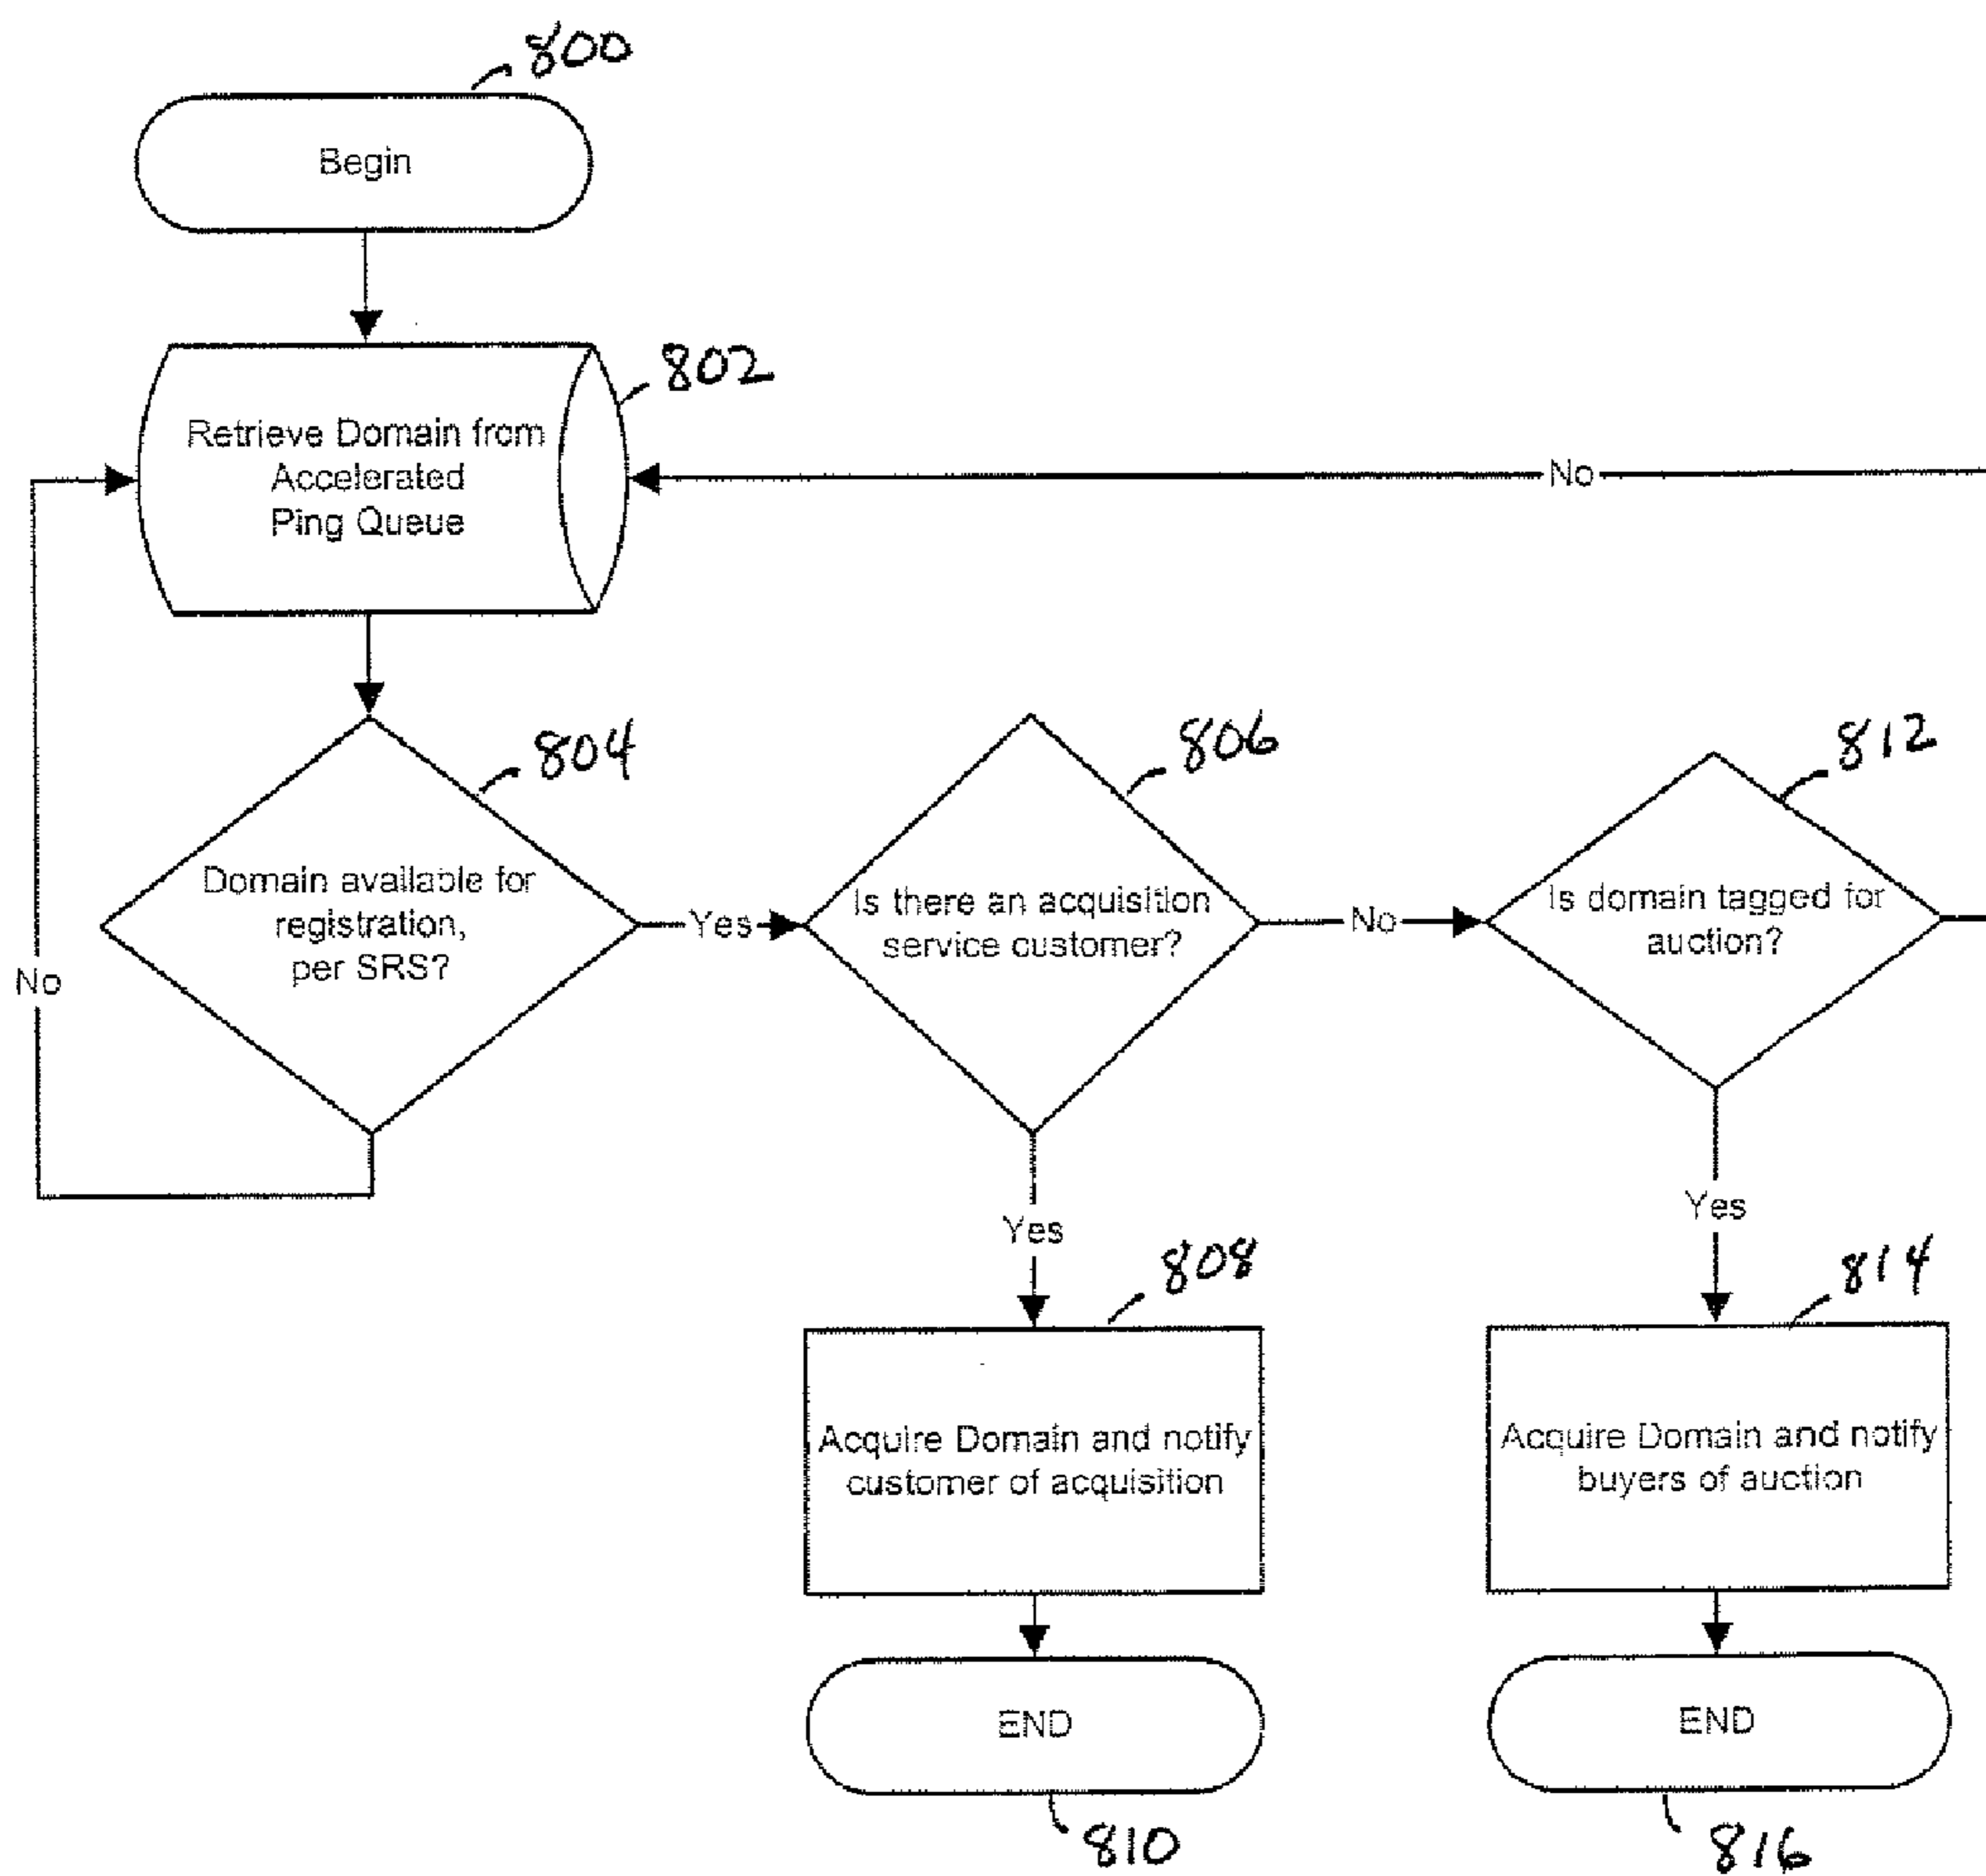 800
Begin
802
Retrieve Domain from
Accelerated
Ping Queue
No
804
Domain available for
registration,
per SRS?
No
Yes
806
Is there an acquisition
service customer?
No
812
Is domain tagged for
auction?
Yes
Yes
808
Acquire Domain and notify
customer of acquisition
814
Acquire Domain and notify
buyers of auction
END
810
END
816